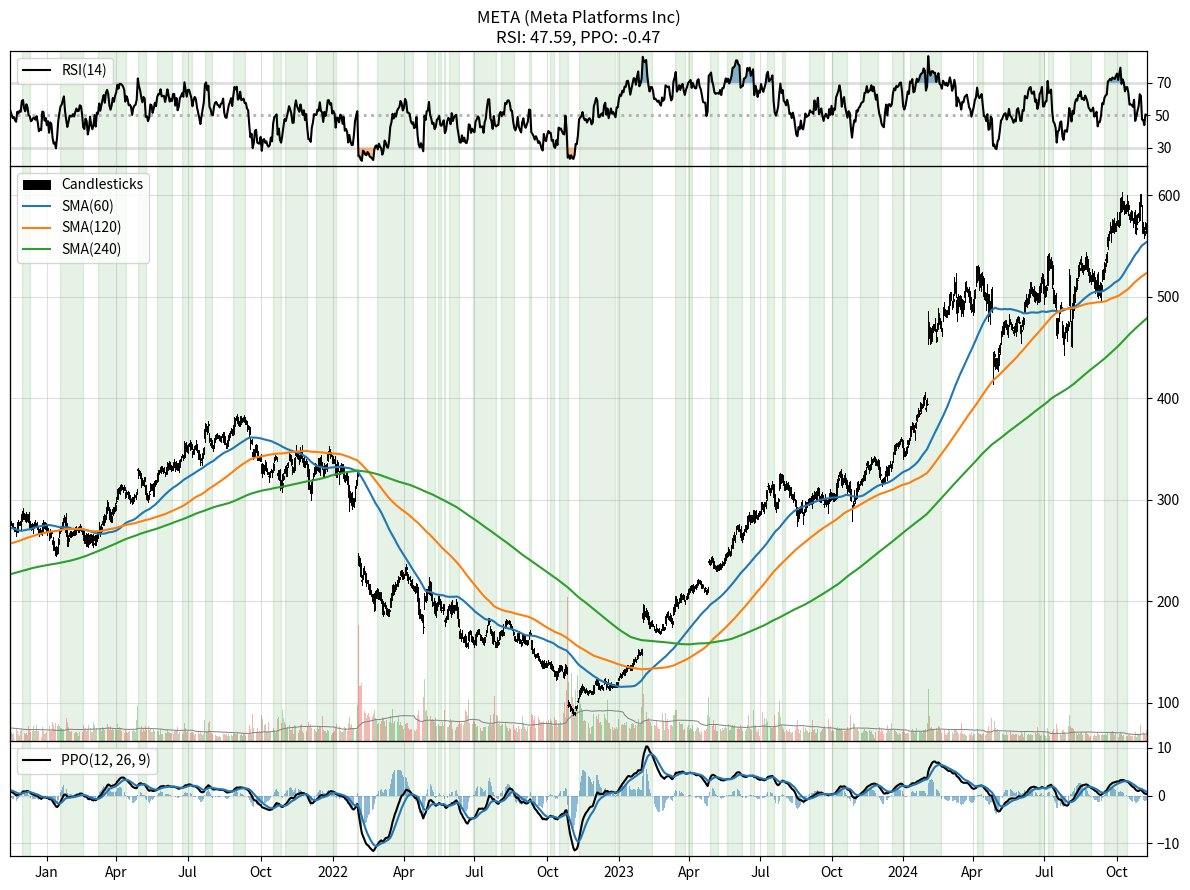 META (Meta Platforms Inc)
RSI: 47.59, PPO: -0.47
RSI(14)
70
50
30
Candlesticks
SMA(60)
SMA(120)
SMA(240)
600
500
400
300
200
100
PPO(12, 26, 9)
10
0
−10
Jan Apr Jul Oct 2022 Apr Jul Oct 2023 Apr Jul Oct 2024 Apr Jul Oct